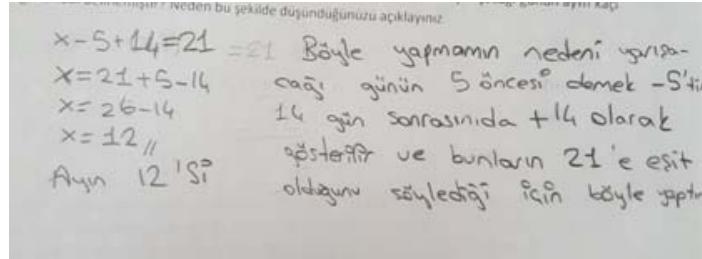 Neden bu şekilde düşündüğünüzü açıklayınız.
x-5+14=21 =21
x=21+5-14
x=26-14
x=12//
Ayın 12'Si
Böyle yapmamın nedeni yarışa-
cağı günün 5 öncesi demek -5'ti
14 gün sonrasınıda +14 olarak
gösterilir ve bunların 21'e eşit
olduğunu söylediği için böyle yaptı